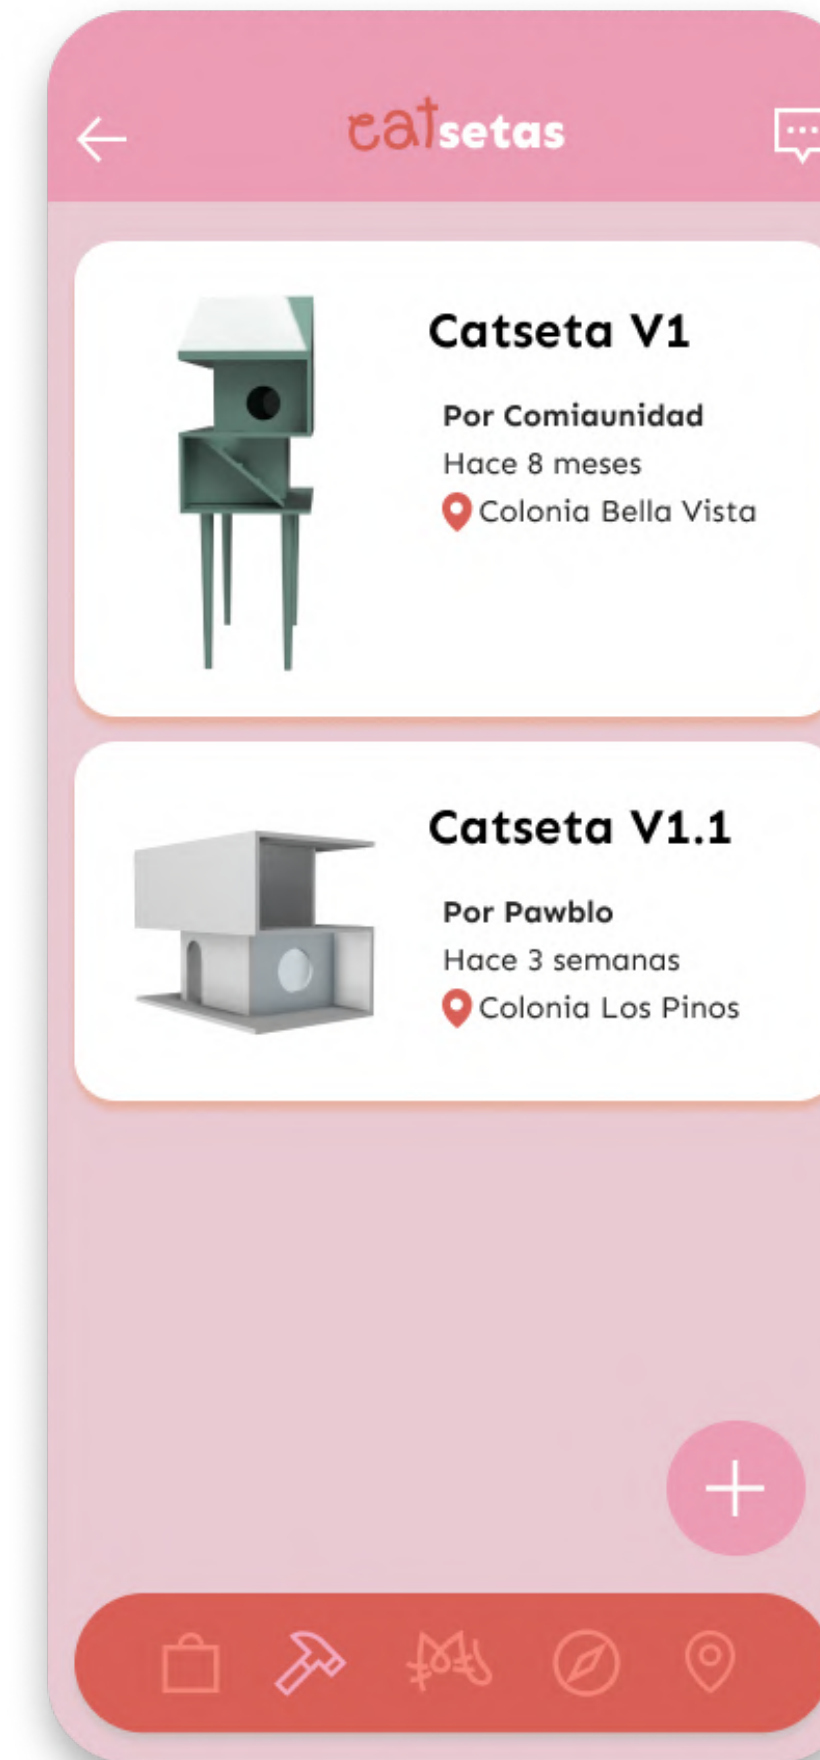 catsetas
Catseta V1
Por Comiaunidad
Hace 8 meses
Colonia Bella Vista
Catseta V1.1
Por Pawblo
Hace 3 semanas
Colonia Los Pinos